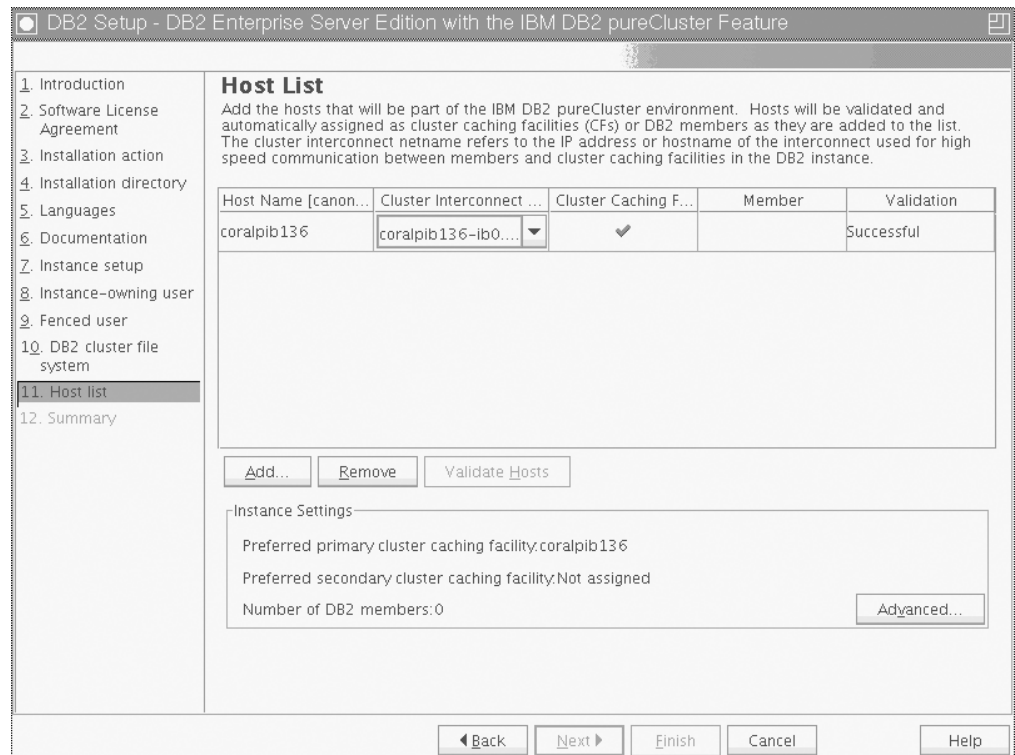 DB2 Setup - DB2 Enterprise Server Edition with the IBM DB2 pureCluster Feature
1. Introduction
2. Software License
Agreement
3. Installation action
4. Installation directory
5. Languages
6. Documentation
7. Instance setup
8. Instance-owning user
9. Fenced user
10. DB2 cluster file
system
11. Host list
12. Summary
Host List
Add the hosts that will be part of the IBM DB2 pureCluster environment. Hosts will be validated and
automatically assigned as cluster caching facilities (CFs) or DB2 members as they are added to the list.
The cluster interconnect netname refers to the IP address or hostname of the interconnect used for high
speed communication between members and cluster caching facilities in the DB2 instance.
Host Name [canon... Cluster Interconnect ... Cluster Caching F... Member Validation
coralpib136 coralpib136-ib0.... Successful
Add... Remove Validate Hosts
Instance Settings
Preferred primary cluster caching facility:coralpib136
Preferred secondary cluster caching facility:Not assigned
Number of DB2 members:0
Advanced...
Back Next Finish Cancel Help